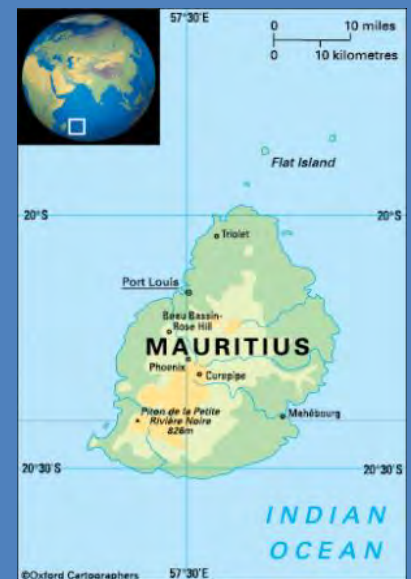 57°30'E
0 10 miles
0 10 kilometres
Flat Island
20°S 20°S
Triolet
Port Louis
Beau Bassin-
Rose Hill
MAURITIUS
Phoenix
Curepipe
Mahébourg
Piton de la Petite
Rivière Noire
826m
20°30'S 20°30'S
INDIAN
OCEAN
©Oxford Cartographers 57°30'E